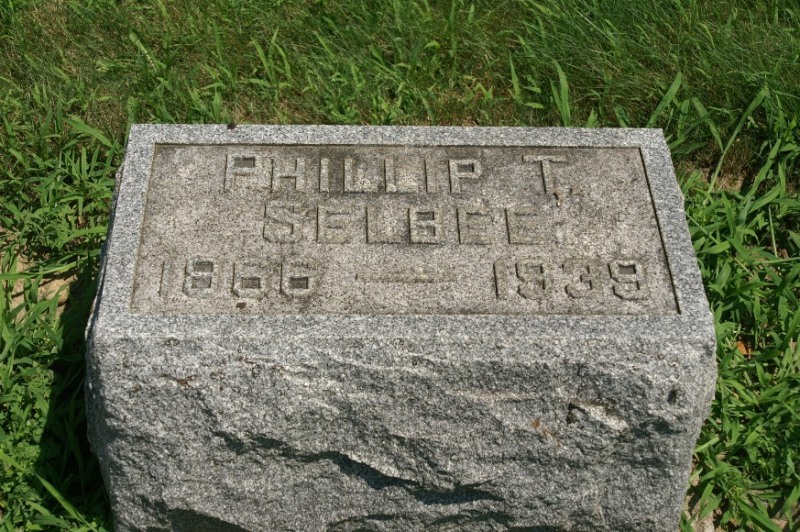 PHILLIP T.
SELBEE
1866 — 1939